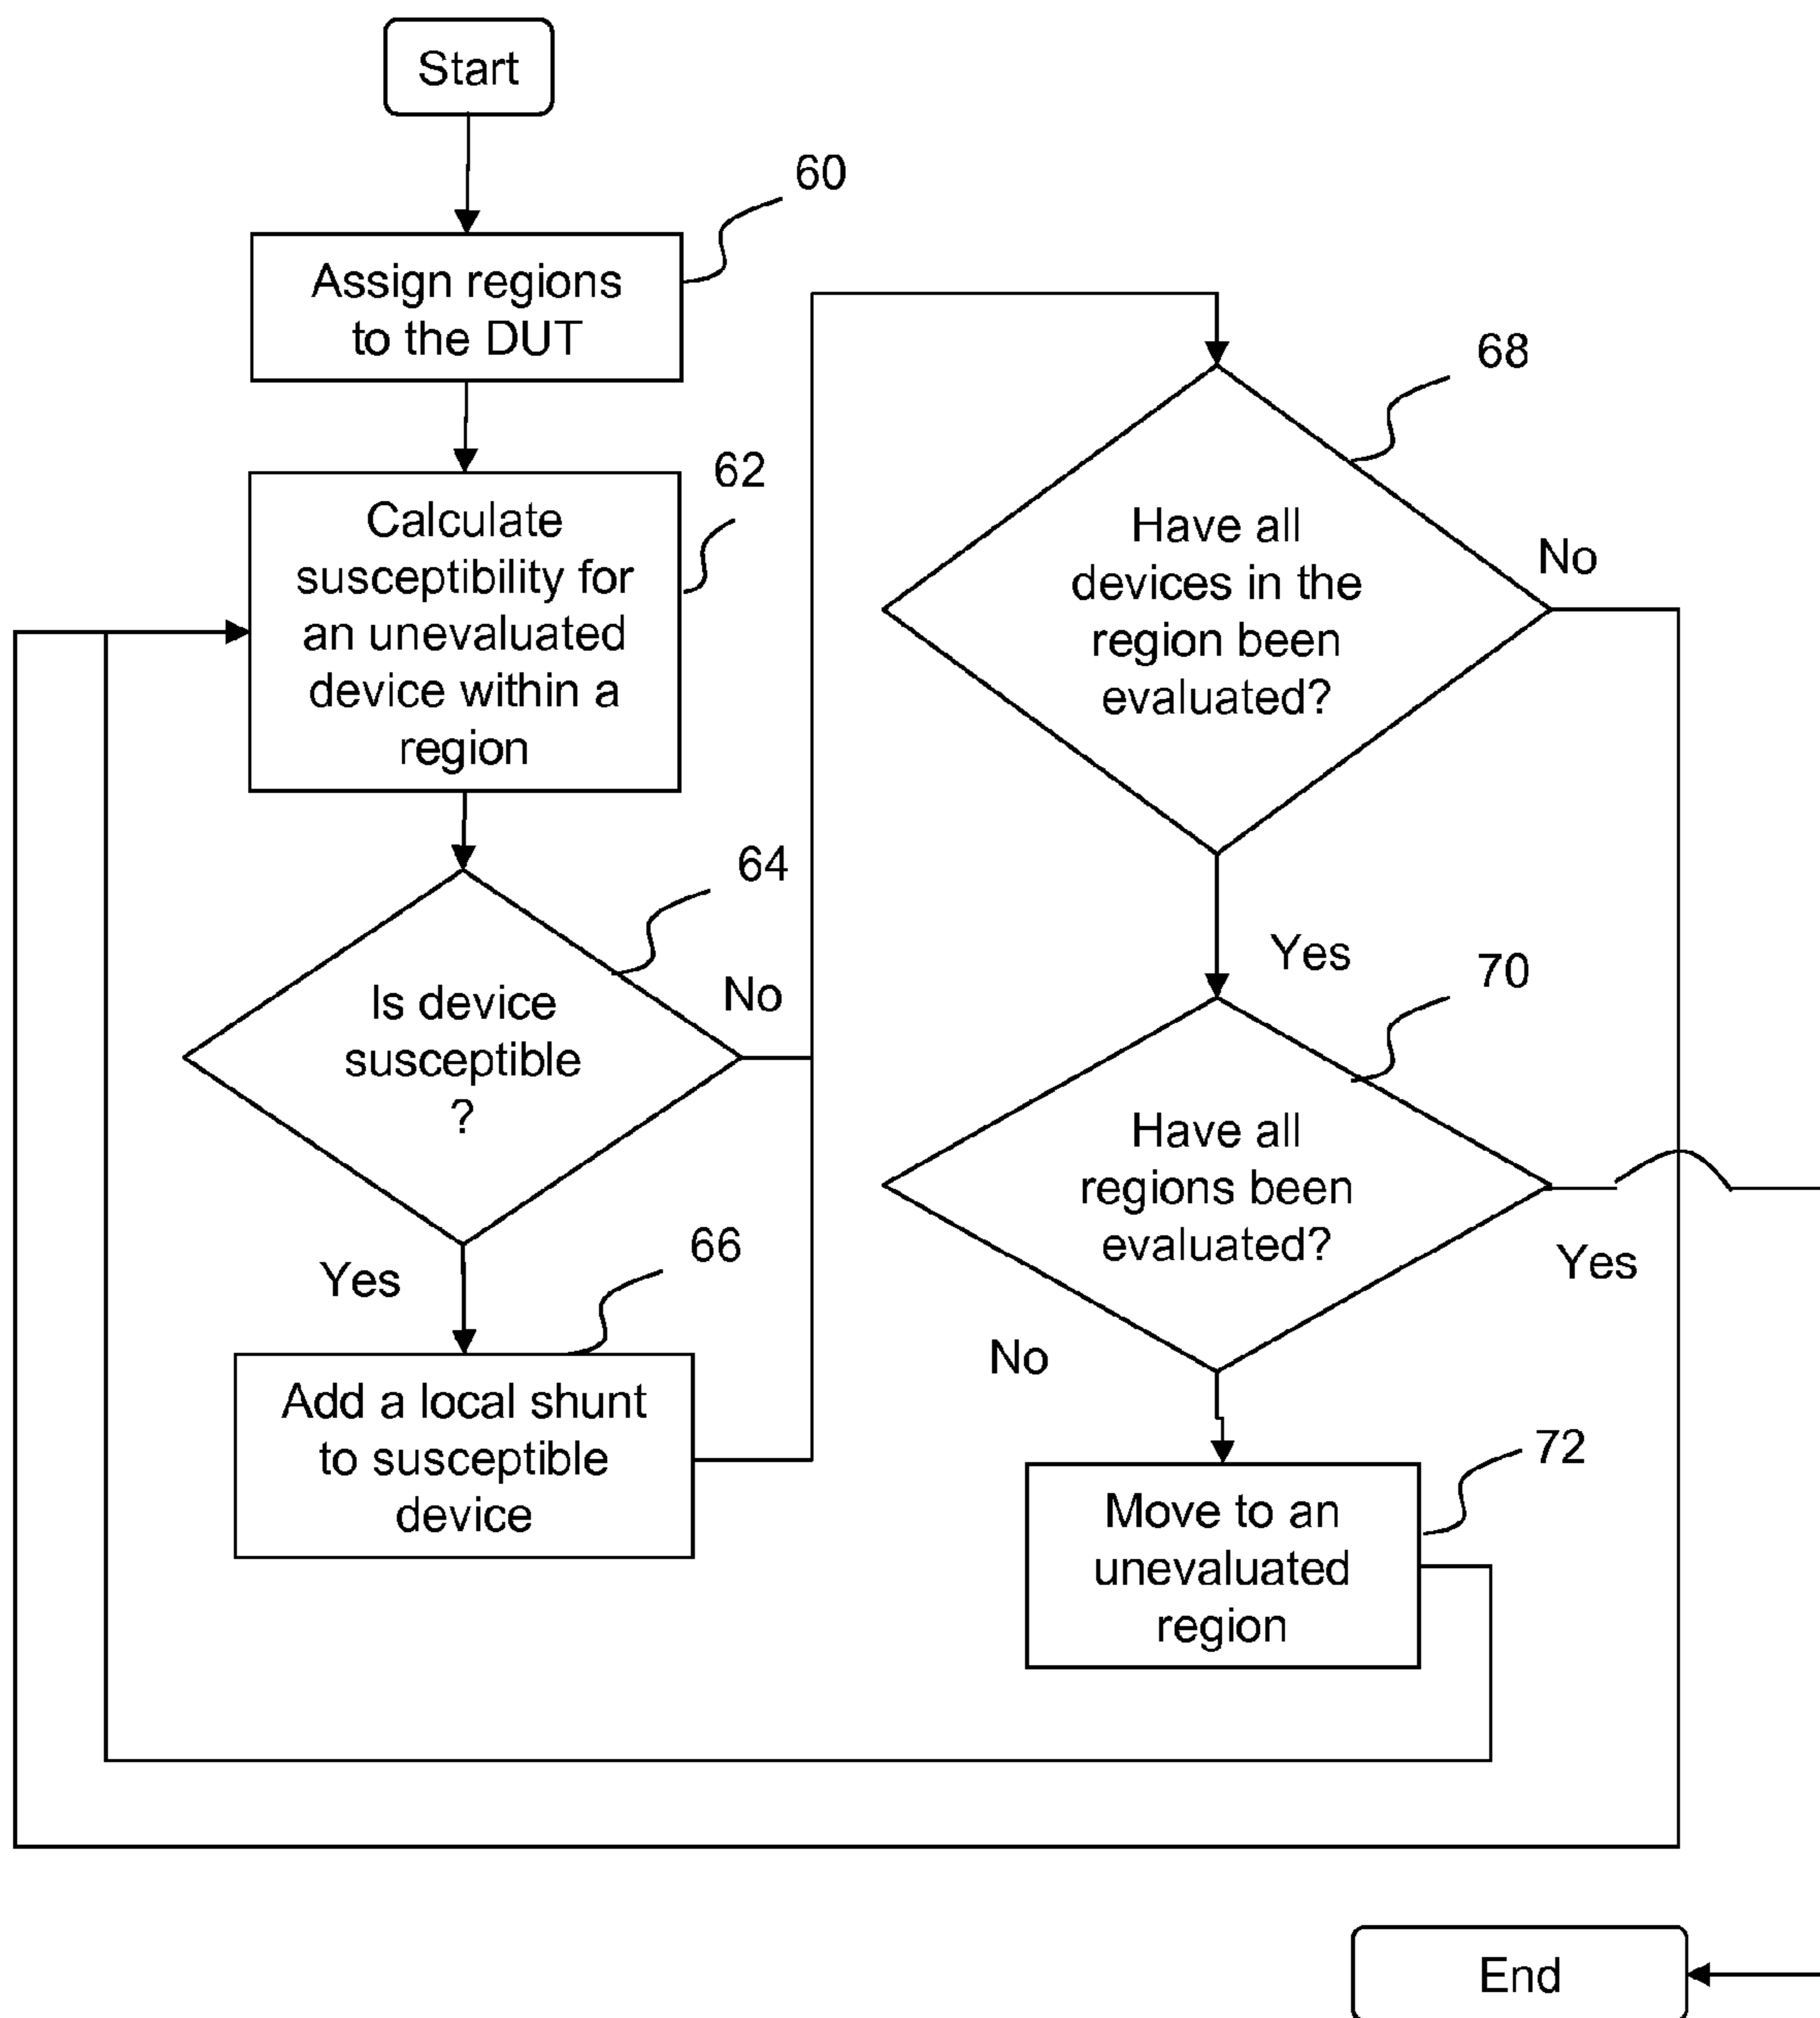 Start
60
Assign regions
to the DUT
62
Calculate
susceptibility for
an unevaluated
device within a
region
64
Is device
susceptible
?
No
Yes
66
Add a local shunt
to susceptible
device
68
Have all
devices in the
region been
evaluated?
No
Yes
70
Have all
regions been
evaluated?
Yes
No
72
Move to an
unevaluated
region
End